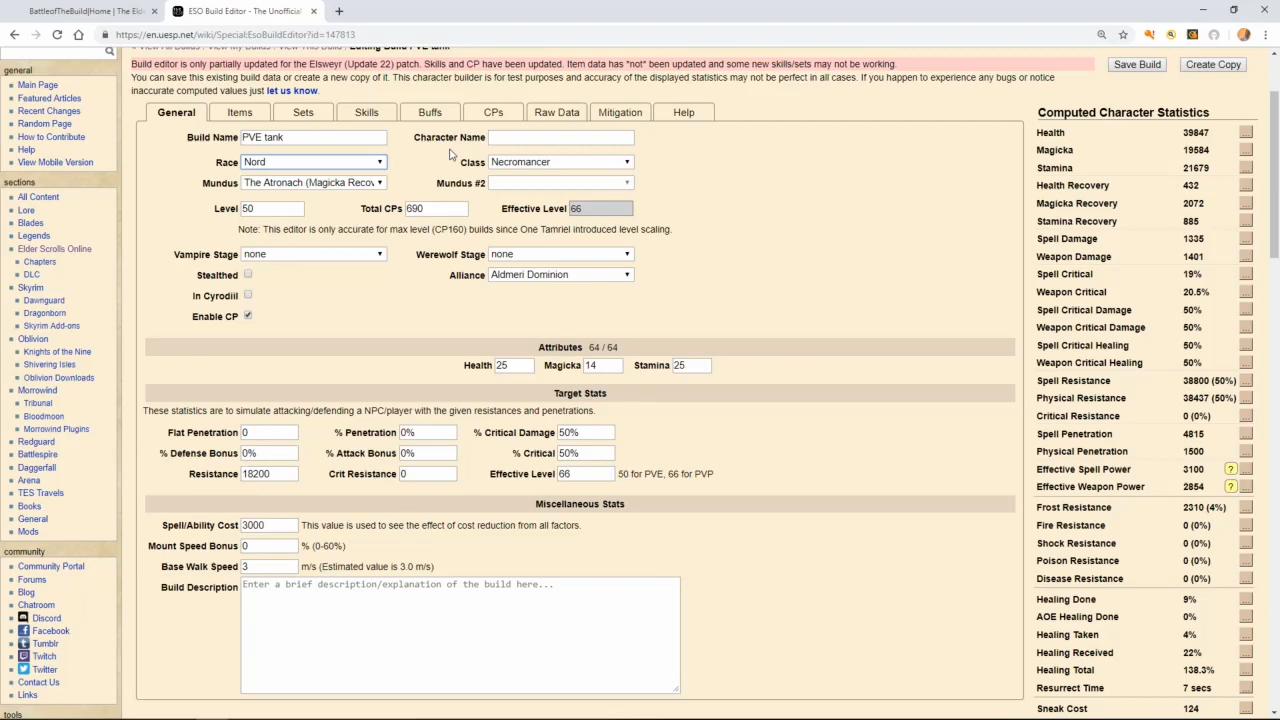 BattleofTheBuild|Home | The Eld
ESO Build Editor - The Unofficial
https://en.uesp.net/wiki/Special:EsoBuildEditor?id=147813
« View All Builds : View My Builds : View This Build : Editing Build PVE tank
Build editor is only partially updated for the Elsweyr (Update 22) patch. Skills and CP have been updated. Item data has *not* been updated and some new skills/sets may not be working.
Save Build
Create Copy
You can save this existing build data or create a new copy of it. This character builder is for test purposes and accuracy of the displayed statistics may not be perfect in all cases. If you happen to experience any bugs or
inaccurate computed values just let us know.
general
Main Page
Featured Articles
Recent Changes
Random Page
How to Contribute
Help
View Mobile Version
sections
All Content
Lore
Blades
Legends
Elder Scrolls Online
Chapters
DLC
Skyrim
Dawnguard
Dragonborn
Skyrim Add-ons
Oblivion
Knights of the Nine
Shivering Isles
Oblivion Downloads
Morrowind
Tribunal
Bloodmoon
Morrowind Plugins
Redguard
Battlespire
Daggerfall
Arena
TES Travels
Books
General
Mods
community
Community Portal
Forums
Blog
Chatroom
Discord
Facebook
Tumblr
Twitch
Twitter
Contact Us
Links
tools
General Items Sets Skills Buffs CPs Raw Data Mitigation Help
Build Name PVE tank Character Name
Race Nord Class Necromancer
Mundus The Atronach (Magicka Recov Mundus #2
Level 50 Total CPs 690 Effective Level 66
Note: This editor is only accurate for max level (CP160) builds since One Tamriel introduced level scaling.
Vampire Stage none Werewolf Stage none
Stealthed Alliance Aldmeri Dominion
In Cyrodiil
Enable CP
Attributes 64 / 64
Health 25 Magicka 14 Stamina 25
Target Stats
These statistics are to simulate attacking/defending a NPC/player with the given resistances and penetrations.
Flat Penetration 0 % Penetration 0% % Critical Damage 50%
% Defense Bonus 0% % Attack Bonus 0% % Critical 50%
Resistance 18200 Crit Resistance 0 Effective Level 66 50 for PVE, 66 for PVP
Miscellaneous Stats
Spell/Ability Cost 3000 This value is used to see the effect of cost reduction from all factors.
Mount Speed Bonus 0 % (0-60%)
Base Walk Speed 3 m/s (Estimated value is 3.0 m/s)
Build Description Enter a brief description/explanation of the build here...
Computed Character Statistics
Health 39847 ...
Magicka 19584 ...
Stamina 21679 ...
Health Recovery 432 ...
Magicka Recovery 2072 ...
Stamina Recovery 885 ...
Spell Damage 1335 ...
Weapon Damage 1401 ...
Spell Critical 19% ...
Weapon Critical 20.5% ...
Spell Critical Damage 50% ...
Weapon Critical Damage 50% ...
Spell Critical Healing 50% ...
Weapon Critical Healing 50% ...
Spell Resistance 38800 (50%) ...
Physical Resistance 38437 (50%) ...
Critical Resistance 0 (0%) ...
Spell Penetration 4815 ...
Physical Penetration 1500 ...
Effective Spell Power 3100 ? ...
Effective Weapon Power 2854 ? ...
Frost Resistance 2310 (4%) ...
Fire Resistance 0 (0%) ...
Shock Resistance 0 (0%) ...
Poison Resistance 0 (0%) ...
Disease Resistance 0 (0%) ...
Healing Done 9% ...
AOE Healing Done 0% ...
Healing Taken 4% ...
Healing Received 22% ...
Healing Total 138.3% ...
Resurrect Time 7 secs ...
Sneak Cost 124 ...